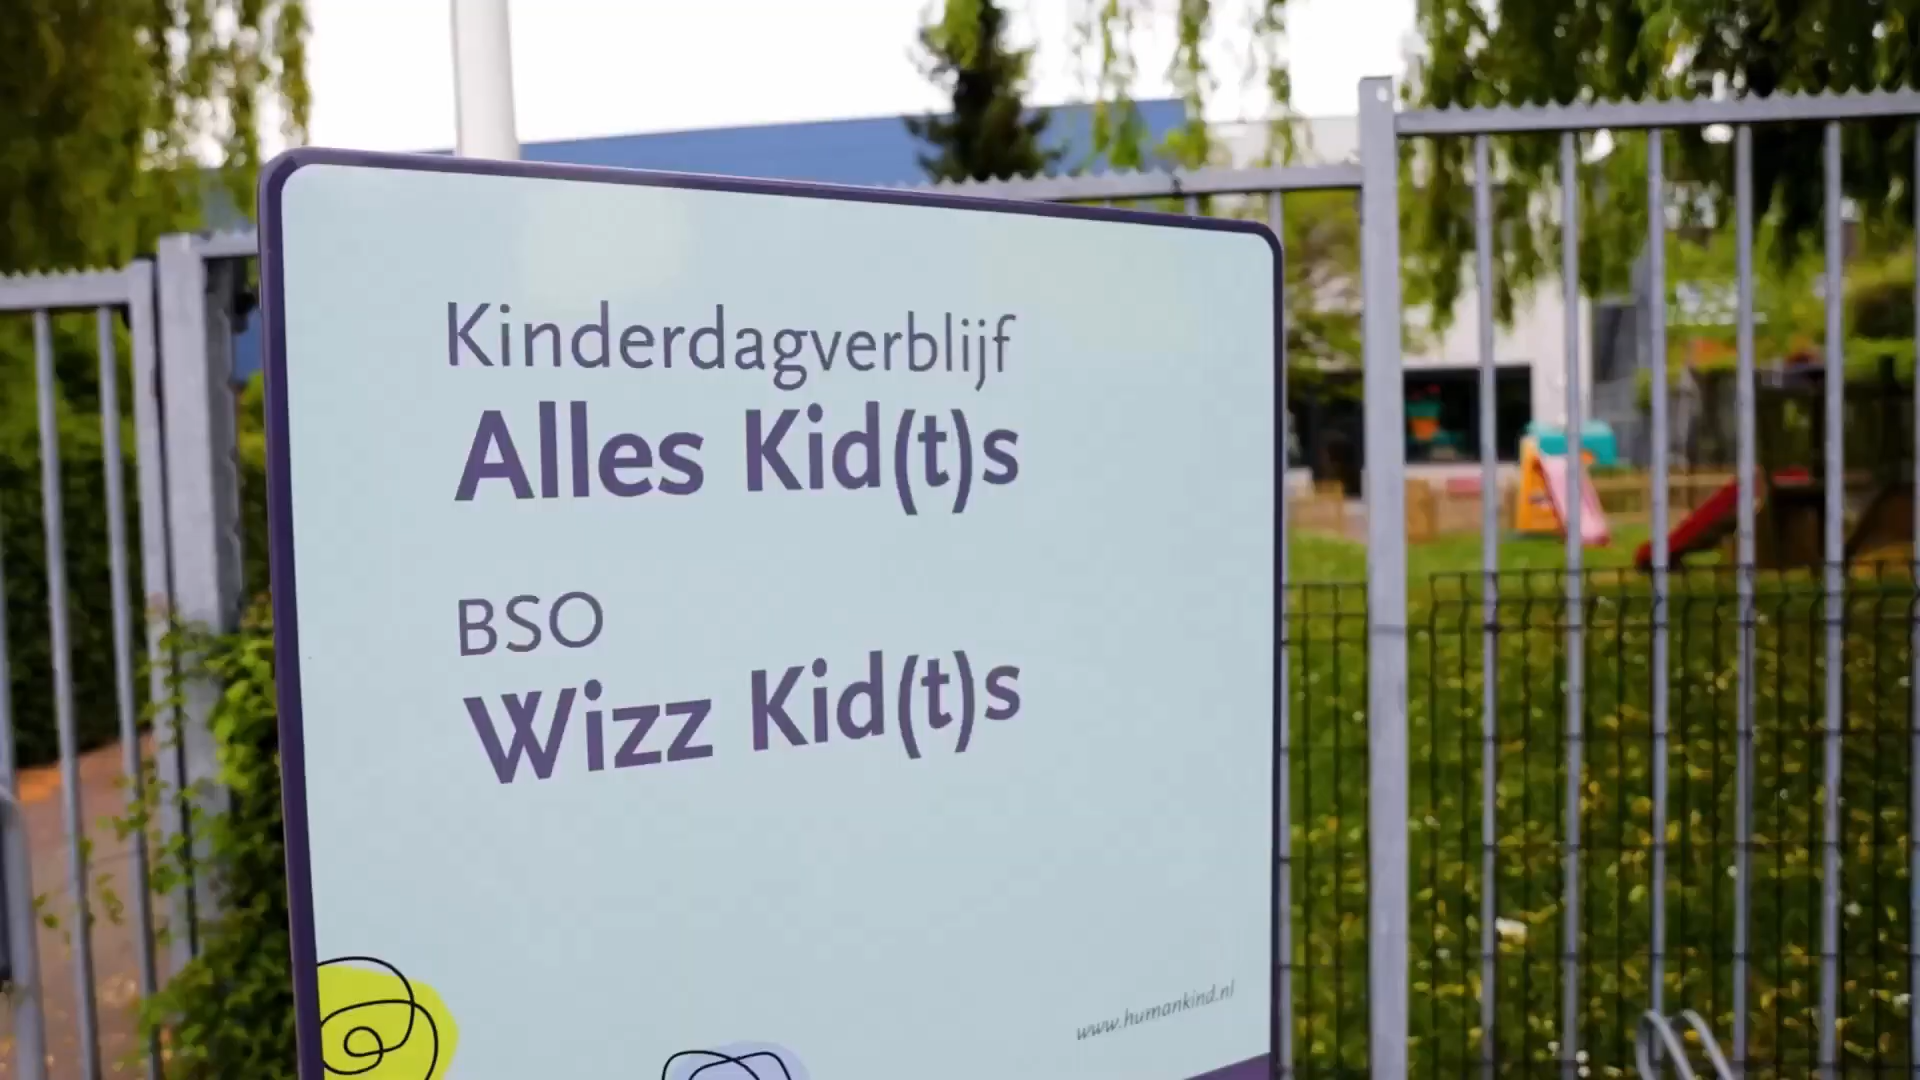 Kinderdagverblijf
Alles Kid(t)s
BSO
Wizz Kid(t)s
www.humankind.nl